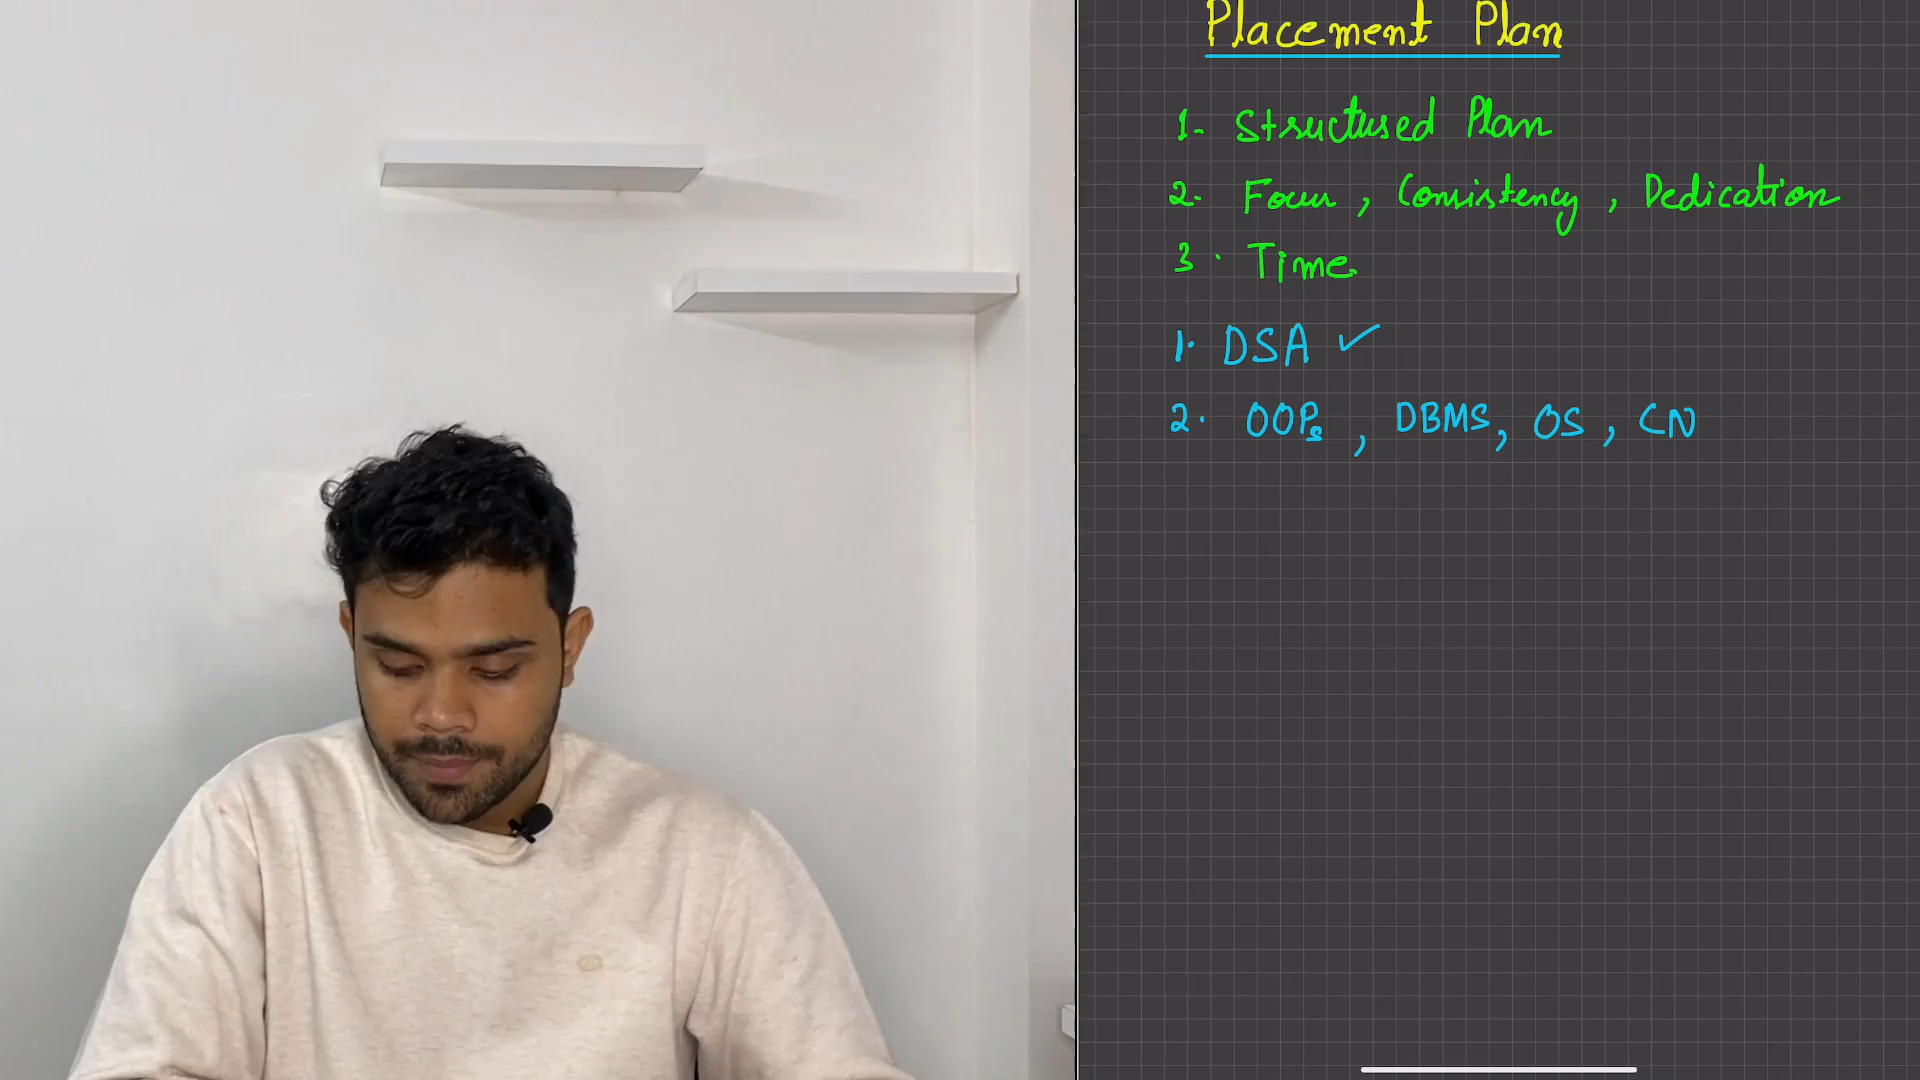 Placement Plan
1. Structured Plan
2. Focus, Consistency, Dedication
3. Time
1. DSA ✓
2. OOPs, DBMS, OS, CN